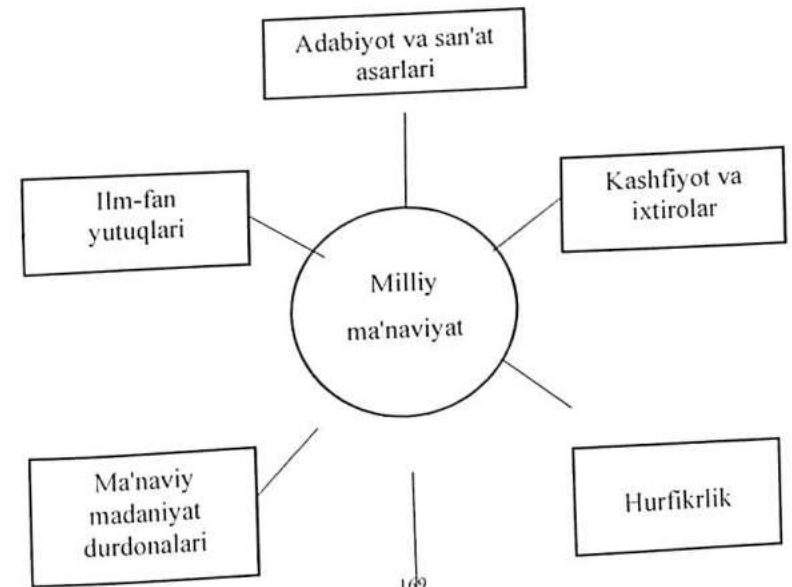 Adabiyot va san'at
asarlari
Ilm-fan
yutuqlari
Kashfiyot va
ixtirolar
Milliy
ma'naviyat
Ma'naviy
madaniyat
durdonalari
Hurfikrlik